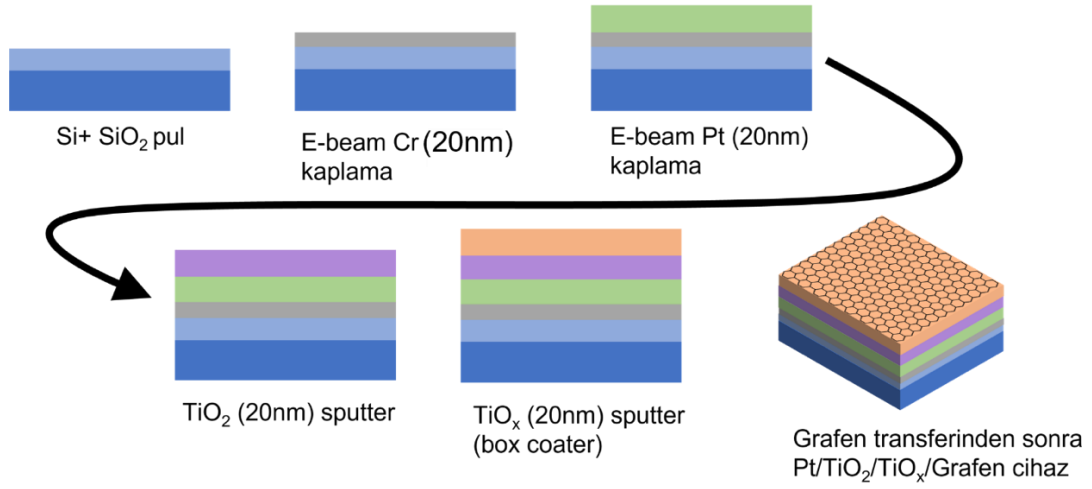 Si+ SiO₂ pul
E-beam Cr (20nm)
kaplama
E-beam Pt (20nm)
kaplama
TiO₂ (20nm) sputter
TiOₓ (20nm) sputter
(box coater)
Grafen transferinden sonra
Pt/TiO₂/TiOₓ/Grafen cihaz